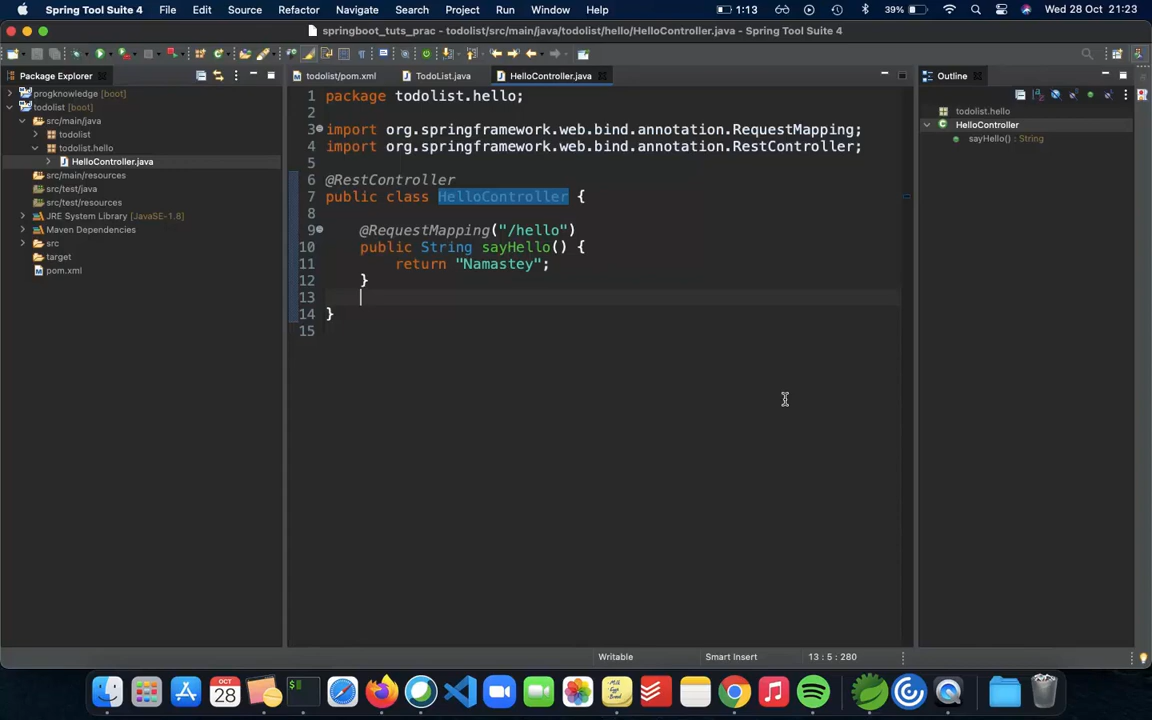 Spring Tool Suite 4 File Edit Source Refactor Navigate Search Project Run Window Help 1:13 39% Wed 28 Oct 21:23
springboot_tuts_prac - todolist/src/main/java/todolist/hello/HelloController.java - Spring Tool Suite 4
Package Explorer
progknowledge [boot]
todolist [boot]
src/main/java
todolist
todolist.hello
HelloController.java
src/main/resources
src/test/java
src/test/resources
JRE System Library [JavaSE-1.8]
Maven Dependencies
src
target
pom.xml
todolist/pom.xml TodoList.java HelloController.java
1 package todolist.hello;
2
3 import org.springframework.web.bind.annotation.RequestMapping;
4 import org.springframework.web.bind.annotation.RestController;
5
6 @RestController
7 public class HelloController {
8
9 @RequestMapping("/hello")
10 public String sayHello() {
11 return "Namastey";
12 }
13
14 }
15
Outline
todolist.hello
HelloController
sayHello() : String
Writable Smart Insert 13 : 5 : 280
OCT
28